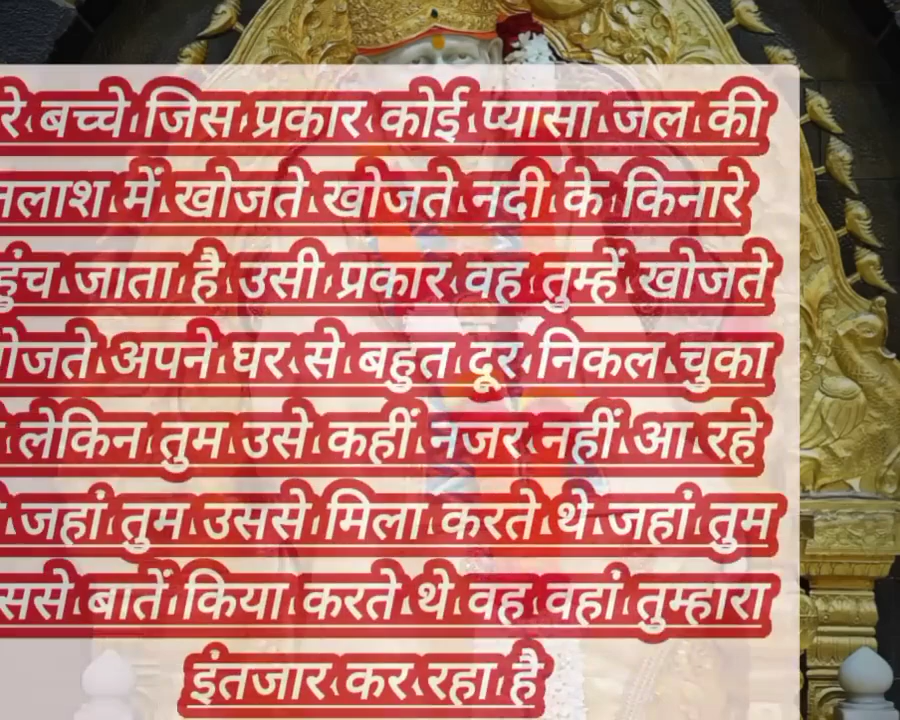 रे बच्चे जिस प्रकार कोई प्यासा जल की
तलाश में खोजते खोजते नदी के किनारे
हुंच जाता है उसी प्रकार वह तुम्हें खोजते
ोजते अपने घर से बहुत दूर निकल चुका
लेकिन तुम उसे कहीं नजर नहीं आ रहे
जहां तुम उससे मिला करते थे जहां तुम
ससे बातें किया करते थे वह वहां तुम्हारा
इंतजार कर रहा है